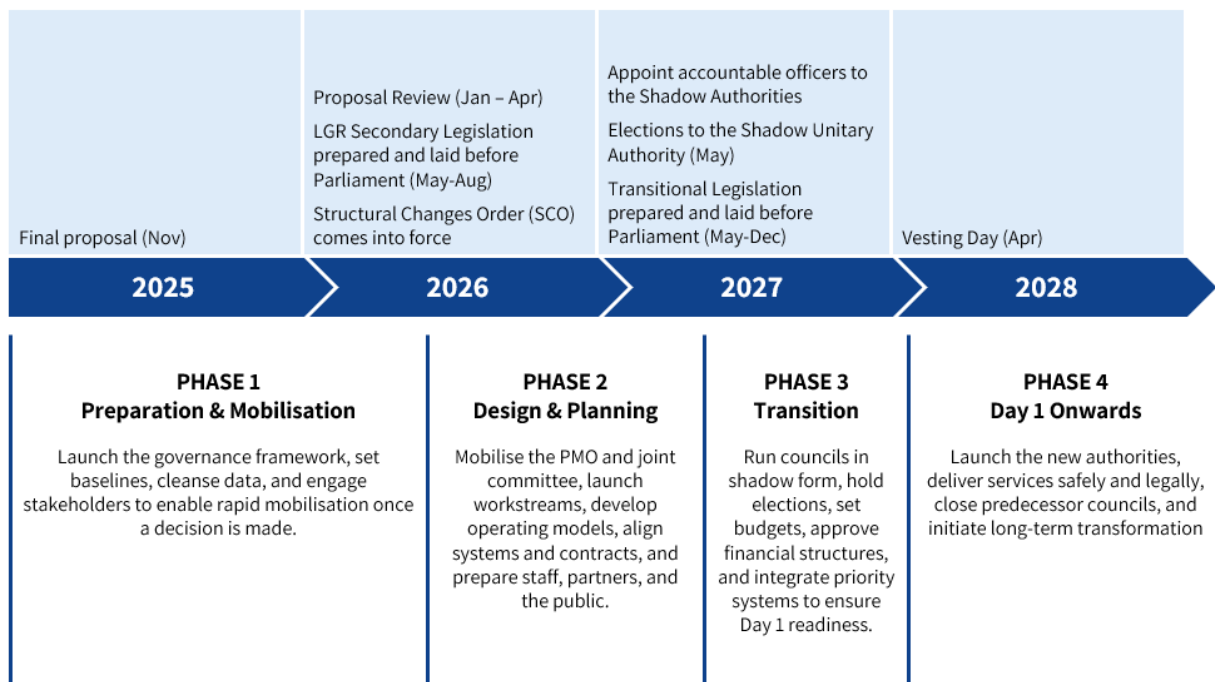 Final proposal (Nov)
Proposal Review (Jan – Apr)
LGR Secondary Legislation
prepared and laid before
Parliament (May-Aug)
Structural Changes Order (SCO)
comes into force
Appoint accountable officers to
the Shadow Authorities
Elections to the Shadow Unitary
Authority (May)
Transitional Legislation
prepared and laid before
Parliament (May-Dec)
Vesting Day (Apr)
2025
2026
2027
2028
PHASE 1
Preparation & Mobilisation
Launch the governance framework, set
baselines, cleanse data, and engage
stakeholders to enable rapid mobilisation once
a decision is made.
PHASE 2
Design & Planning
Mobilise the PMO and joint
committee, launch
workstreams, develop
operating models, align
systems and contracts, and
prepare staff, partners, and
the public.
PHASE 3
Transition
Run councils in
shadow form, hold
elections, set
budgets, approve
financial structures,
and integrate priority
systems to ensure
Day 1 readiness.
PHASE 4
Day 1 Onwards
Launch the new authorities,
deliver services safely and legally,
close predecessor councils, and
initiate long-term transformation